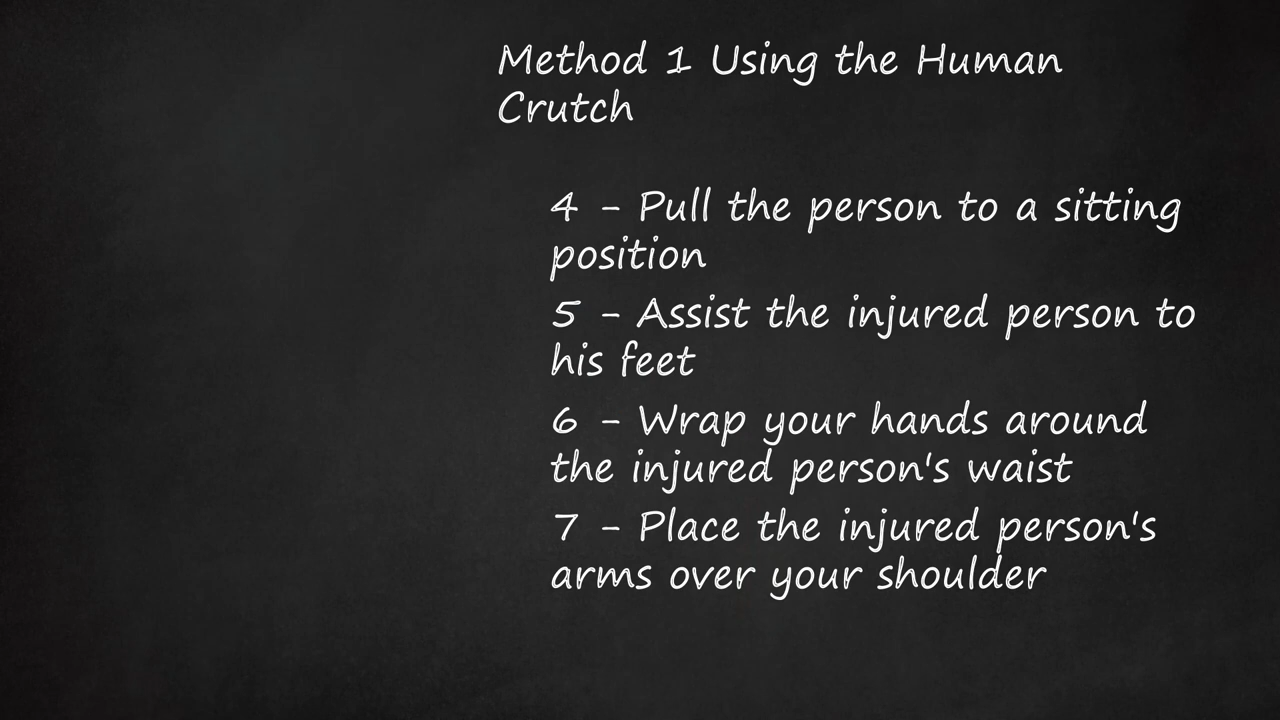 Method 1 Using the Human
Crutch
4 - Pull the person to a sitting
position
5 - Assist the injured person to
his feet
6 - Wrap your hands around
the injured person's waist
7 - Place the injured person's
arms over your shoulder